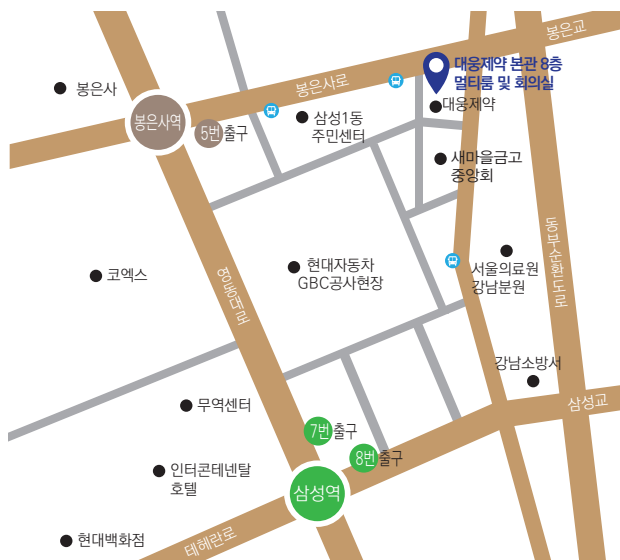 봉은교
대웅제약 본관 8층
멀티룸 및 회의실
봉은사로
봉은사
대웅제약
봉은사역
5번 출구
삼성1동
주민센터
새마을금고
중앙회
동부순환도로
코엑스
영동대로
현대자동차
GBC공사현장
서울의료원
강남분원
강남소방서
무역센터
삼성교
7번 출구
8번 출구
인터콘테넨탈
호텔
삼성역
현대백화점
테헤란로